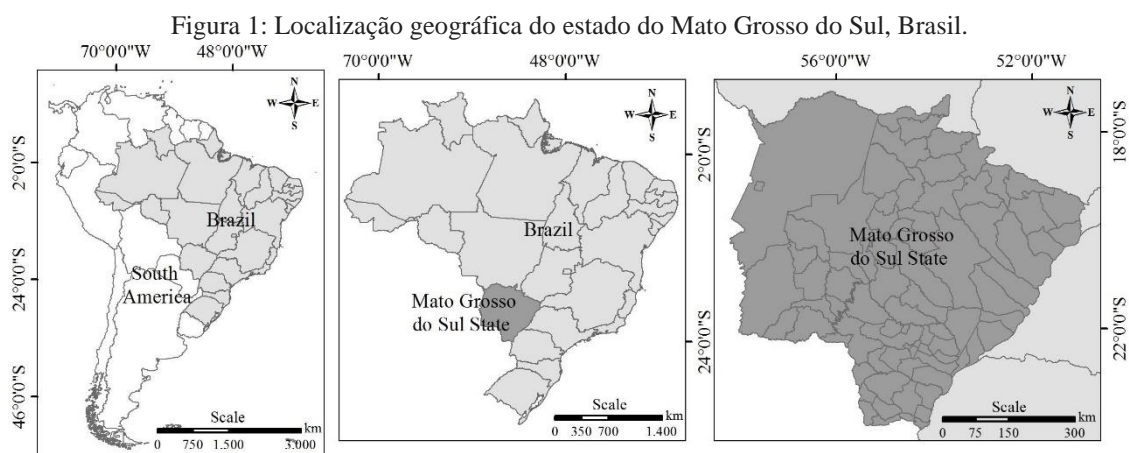 Figura 1: Localização geográfica do estado do Mato Grosso do Sul, Brasil.
70°0'0"W 48°0'0"W
2°0'0"S
24°0'0"S
46°0'0"S
N
W E
S
Brazil
South
America
Scale
km
0 750 1.500 3.000
70°0'0"W 48°0'0"W
2°0'0"S
24°0'0"S
N
W E
S
Brazil
Mato Grosso
do Sul State
Scale
km
0 350 700 1.400
56°0'0"W 52°0'0"W
18°0'0"S
22°0'0"S
N
W E
S
Mato Grosso
do Sul State
Scale
km
0 75 150 300